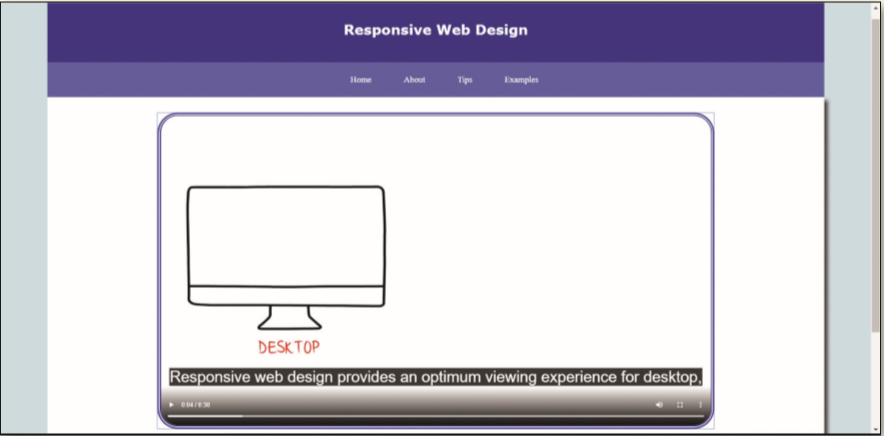 Responsive Web Design
Home About Tips Examples
DESKTOP
Responsive web design provides an optimum viewing experience for desktop,
0:04 / 0:30